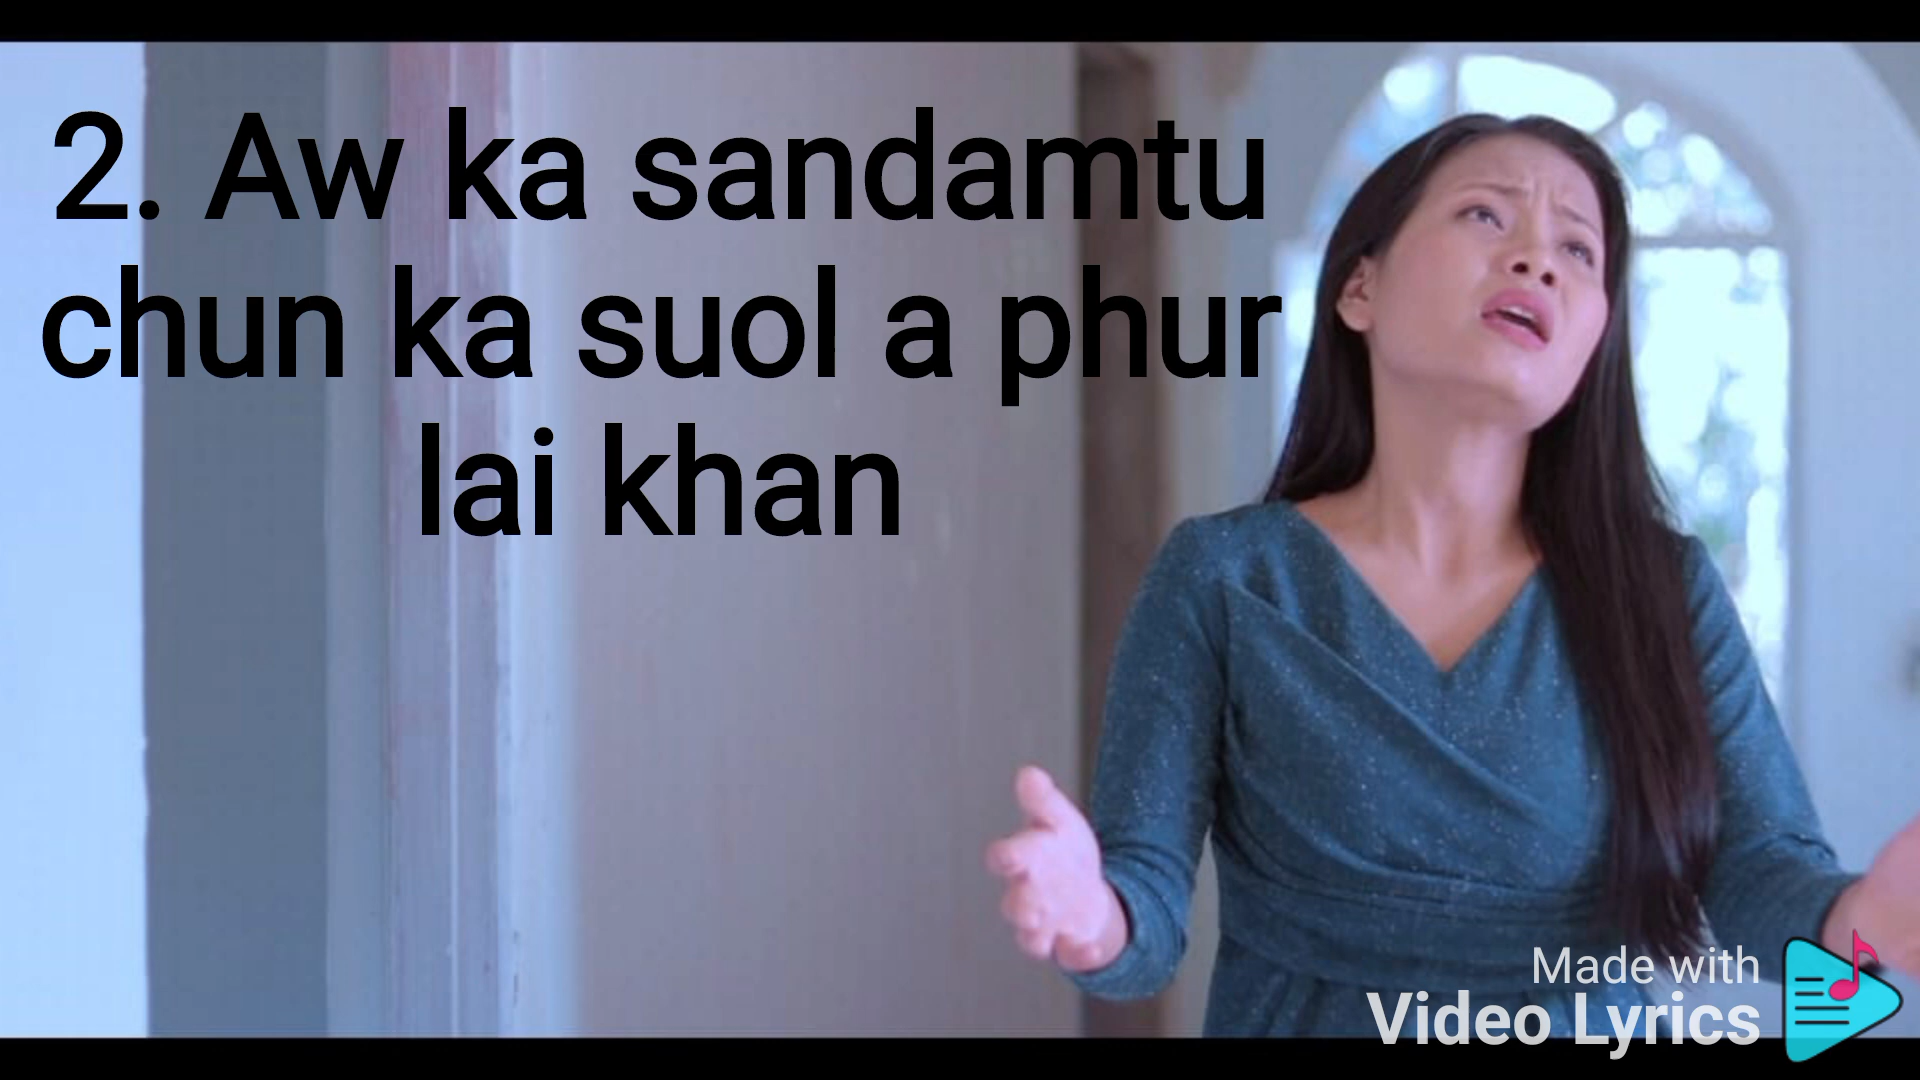 2. Aw ka sandamtu
chun ka suol a phur
lai khan
Made with
Video Lyrics